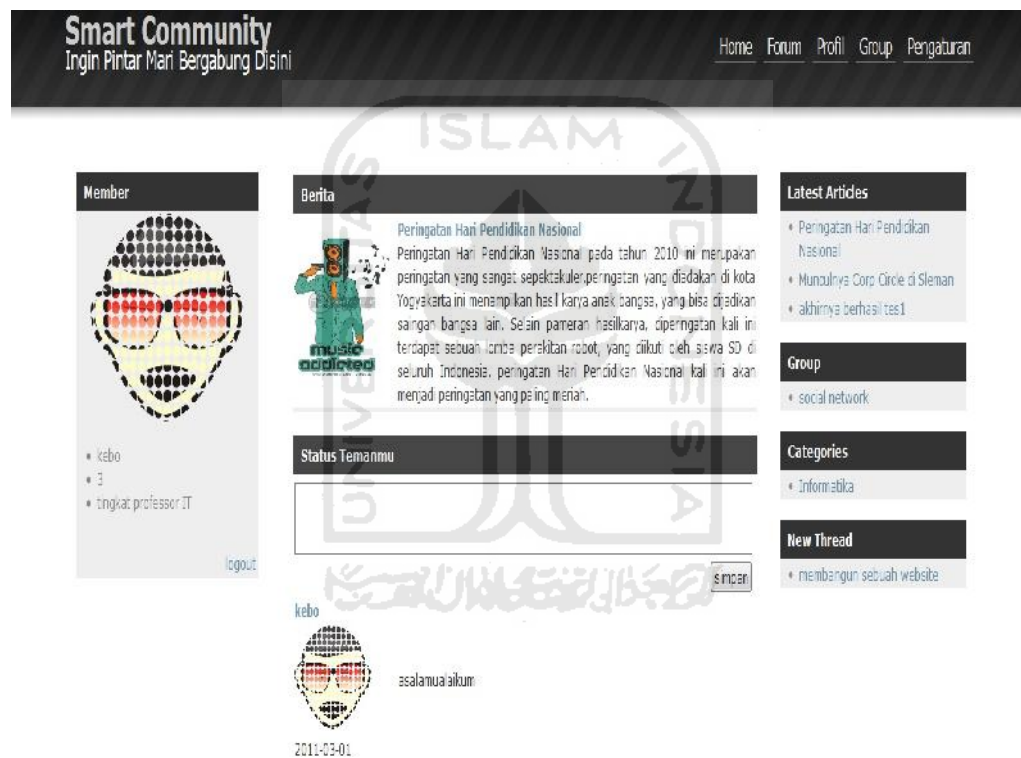 Smart Community
Ingin Pintar Mari Bergabung Disini
Home Forum Profil Group Pengaturan
ISLAM
UNIVERSITAS
INDONESIA
Member
kebo
3
tingkat professor IT
logout
Berita
music
addicted
Peringatan Hari Pendidikan Nasional
Peringatan Hari Pendidikan Nasional pada tahun 2010 ini merupakan
peringatan yang sangat sepektakuler.peringatan yang diadakan di kota
Yogyakarta ini menampilkan hasil karya anak bangsa, yang bisa dijadikan
saingan bangsa lain. Selain pameran hasilkarya, diperingatan kali ini
terdapat sebuah lomba perakitan robot, yang diikuti oleh siswa SD di
seluruh Indonesia. peringatan Hari Pendidikan Nasional kali ini akan
menjadi peringatan yang paling meriah.
Status Temanmu
simpan
kebo
asalamualaikum
2011-03-01
Latest Articles
Peringatan Hari Pendidikan
Nasional
Munculnya Corp Circle di Sleman
akhirnya berhasil tes1
Group
social network
Categories
Informatika
New Thread
membangun sebuah website